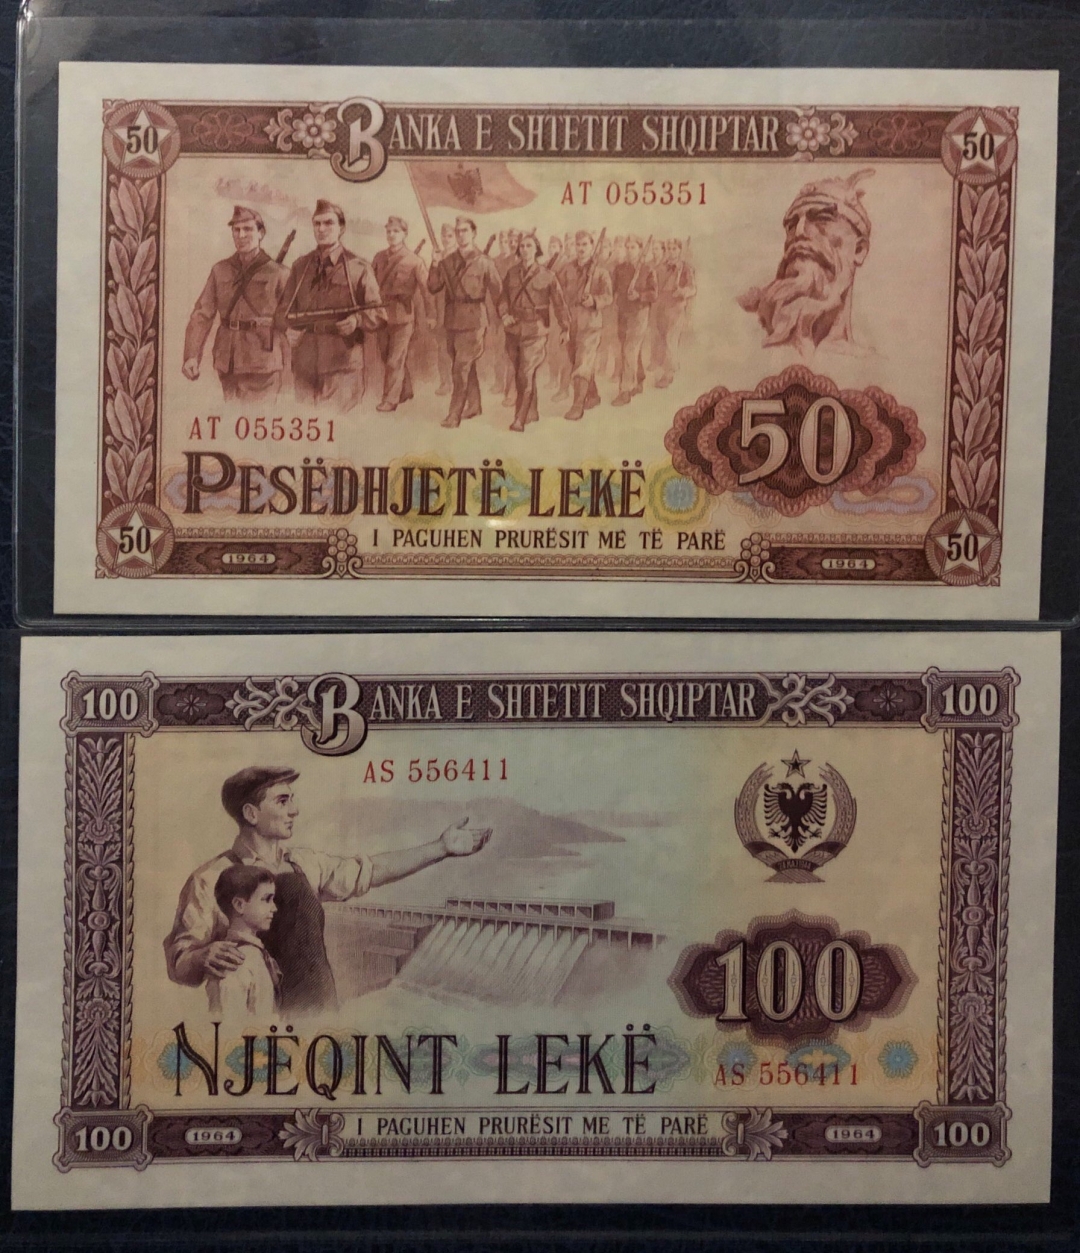 BANKA E SHTETIT SHQIPTAR
50
50
AT 055351
AT 055351
50
PESËDHJETË LEKË
I PAGUHEN PRURËSIT ME TË PARË
50
1964
1964
50
BANKA E SHTETIT SHQIPTAR
100
100
AS 556411
100
NJËQINT LEKË
AS 556411
I PAGUHEN PRURËSIT ME TË PARË
100
1964
1964
100